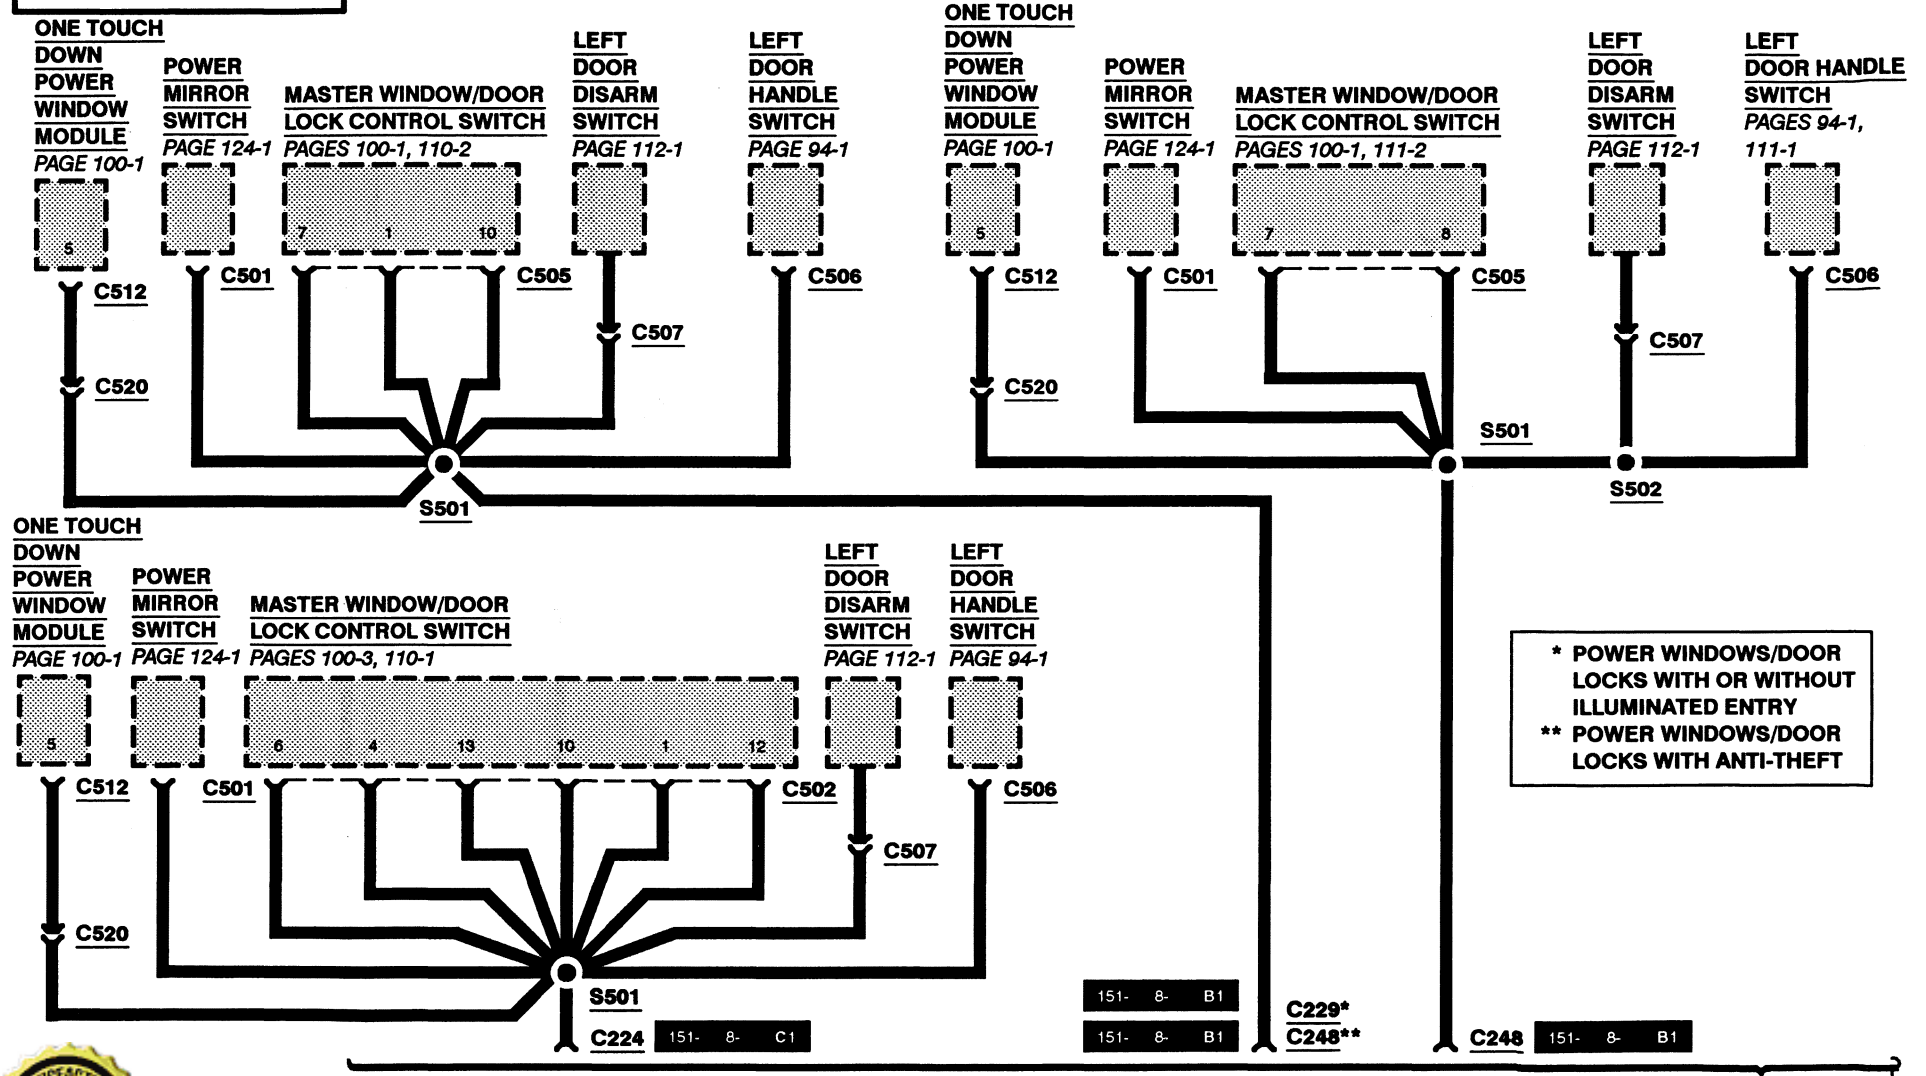 ONE TOUCH
DOWN
POWER
WINDOW
MODULE
PAGE 100-1
5
C512
C520
POWER
MIRROR
SWITCH
PAGE 124-1
C501
MASTER WINDOW/DOOR
LOCK CONTROL SWITCH
PAGES 100-1, 110-2
7 1 10
C505
LEFT
DOOR
DISARM
SWITCH
PAGE 112-1
C507
LEFT
DOOR
HANDLE
SWITCH
PAGE 94-1
C506
S501
ONE TOUCH
DOWN
POWER
WINDOW
MODULE
PAGE 100-1
5
C512
C520
POWER
MIRROR
SWITCH
PAGE 124-1
C501
MASTER WINDOW/DOOR
LOCK CONTROL SWITCH
PAGES 100-1, 111-2
7 8
C505
LEFT
DOOR
DISARM
SWITCH
PAGE 112-1
C507
LEFT
DOOR HANDLE
SWITCH
PAGES 94-1,
111-1
C506
S501
S502
ONE TOUCH
DOWN
POWER
WINDOW
MODULE
PAGE 100-1
5
C512
C520
POWER
MIRROR
SWITCH
PAGE 124-1
C501
MASTER WINDOW/DOOR
LOCK CONTROL SWITCH
PAGES 100-3, 110-1
6 4 13 10 1 12
C502
LEFT
DOOR
DISARM
SWITCH
PAGE 112-1
C507
LEFT
DOOR
HANDLE
SWITCH
PAGE 94-1
C506
S501
C224 151- 8- C1
* POWER WINDOWS/DOOR
LOCKS WITH OR WITHOUT
ILLUMINATED ENTRY
** POWER WINDOWS/DOOR
LOCKS WITH ANTI-THEFT
151- 8- B1 C229*
151- 8- B1 C248**
C248 151- 8- B1